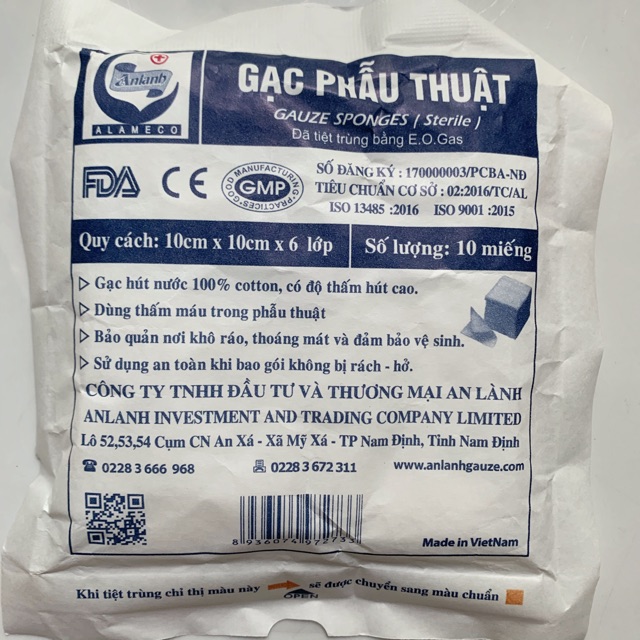 Anlanh
ALAMECO
GẠC PHẪU THUẬT
GAUZE SPONGES ( Sterile )
Đã tiệt trùng bằng E.O.Gas
FDA CE GOOD MANUFACTURING PRACTICES GMP
SỐ ĐĂNG KÝ : 170000003/PCBA-NĐ
TIÊU CHUẨN CƠ SỞ : 02:2016/TC/AL
ISO 13485 :2016 ISO 9001 :2015
Quy cách: 10cm x 10cm x 6 lớp Số lượng: 10 miếng
Gạc hút nước 100% cotton, có độ thấm hút cao.
Dùng thấm máu trong phẫu thuật
Bảo quản nơi khô ráo, thoáng mát và đảm bảo vệ sinh.
Sử dụng an toàn khi bao gói không bị rách - hở.
CÔNG TY TNHH ĐẦU TƯ VÀ THƯƠNG MẠI AN LÀNH
ANLANH INVESTMENT AND TRADING COMPANY LIMITED
Lô 52,53,54 Cụm CN An Xá - Xã Mỹ Xá - TP Nam Định, Tỉnh Nam Định
0228 3 666 968 0228 3 672 311 www.anlanhgauze.com
Made in VietNam
Khi tiệt trùng chỉ thị màu này sẽ được chuyển sang màu chuẩn
OPEN